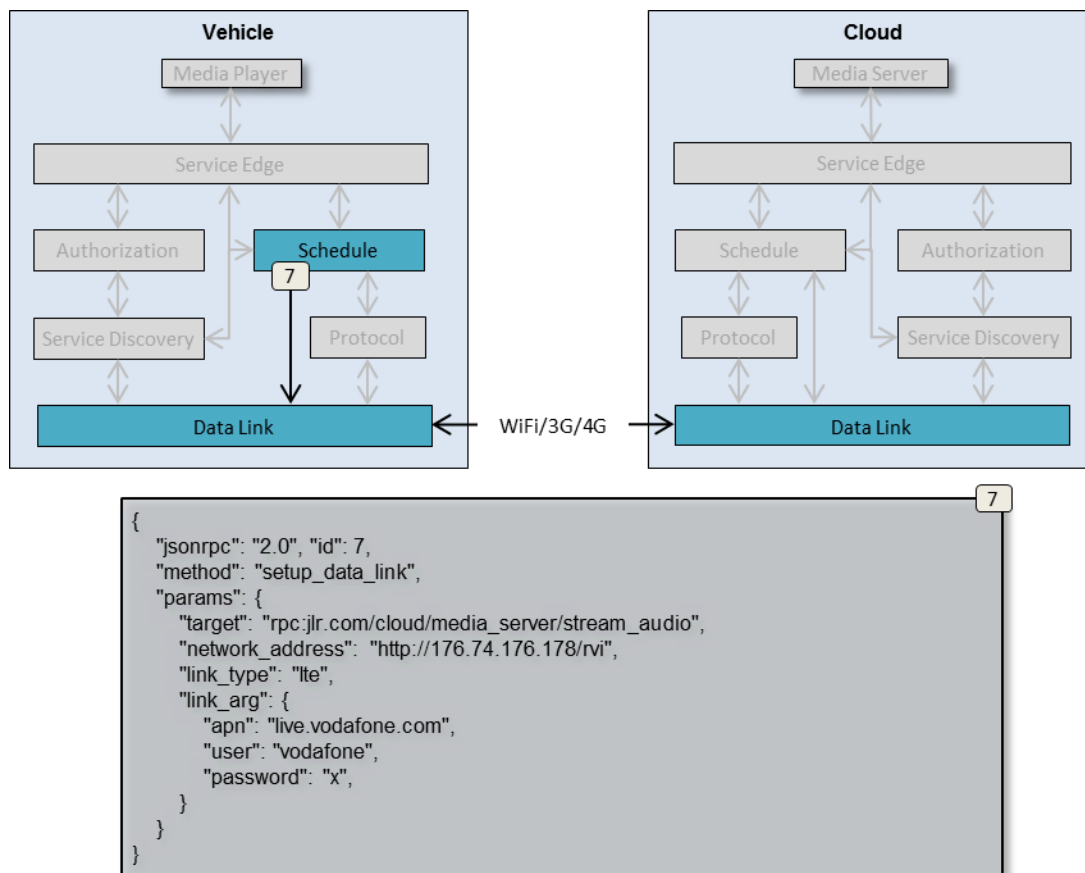 Vehicle
Media Player
Service Edge
Authorization
Schedule
7
Service Discovery
Protocol
Data Link
WiFi/3G/4G
Cloud
Media Server
Service Edge
Schedule
Authorization
Protocol
Service Discovery
Data Link
7
{
"jsonrpc": "2.0", "id": 7,
"method": "setup_data_link",
"params": {
"target": "rpc:jlr.com/cloud/media_server/stream_audio",
"network_address": "http://176.74.176.178/rvi",
"link_type": "lte",
"link_arg": {
"apn": "live.vodafone.com",
"user": "vodafone",
"password": "x",
}
}
}